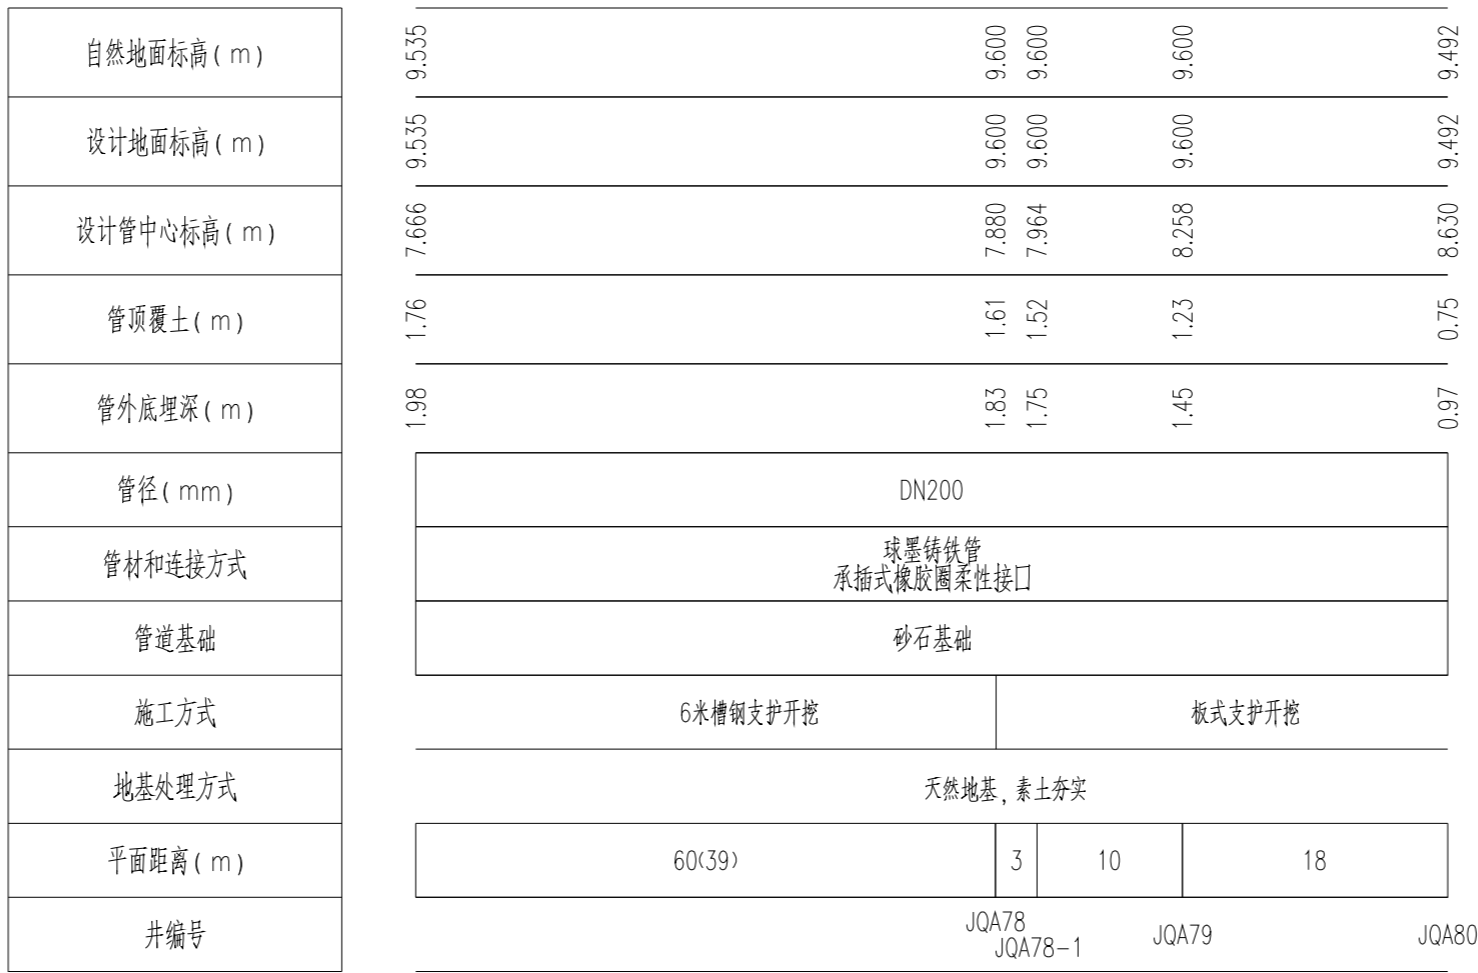 自然地面标高(m) 9.535 9.600 9.600 9.600 9.492
设计地面标高(m) 9.535 9.600 9.600 9.600 9.492
设计管中心标高(m) 7.666 7.880 7.964 8.258 8.630
管顶覆土(m) 1.76 1.61 1.52 1.23 0.75
管外底埋深(m) 1.98 1.83 1.75 1.45 0.97
管径(mm) DN200
管材和连接方式 球墨铸铁管
承插式橡胶圈柔性接口
管道基础 砂石基础
施工方式 6米槽钢支护开挖 板式支护开挖
地基处理方式 天然地基,素土夯实
平面距离(m) 60(39) 3 10 18
井编号 JQA78 JQA78-1 JQA79 JQA80